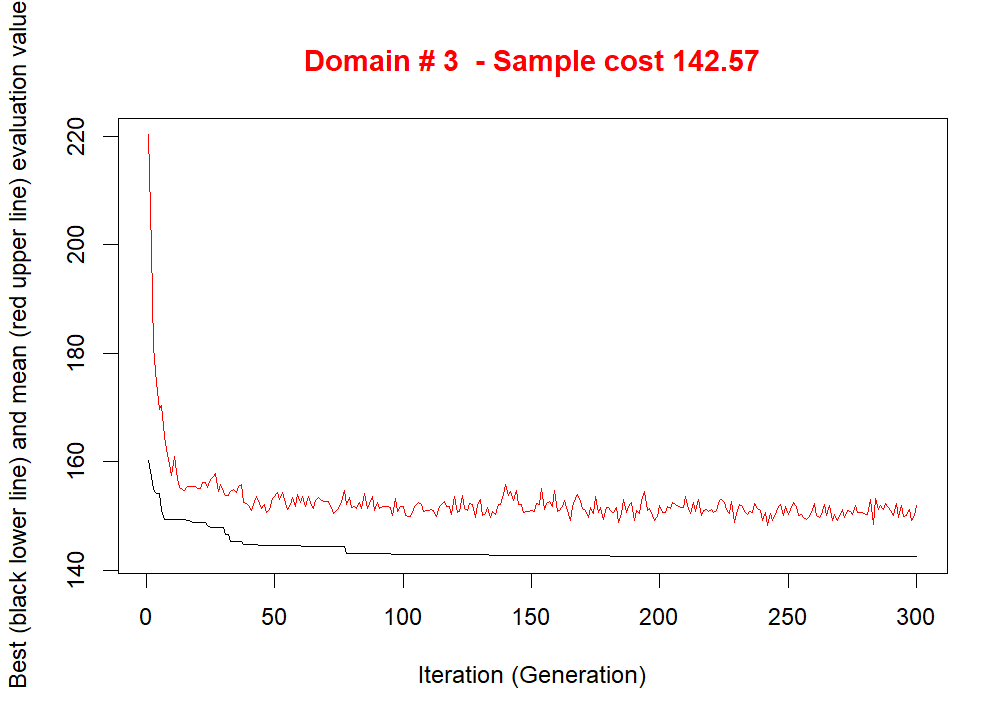 Domain # 3  - Sample cost 142.57
Best (black lower line) and mean (red upper line) evaluation value
220
200
180
160
140
0 50 100 150 200 250 300
Iteration (Generation)